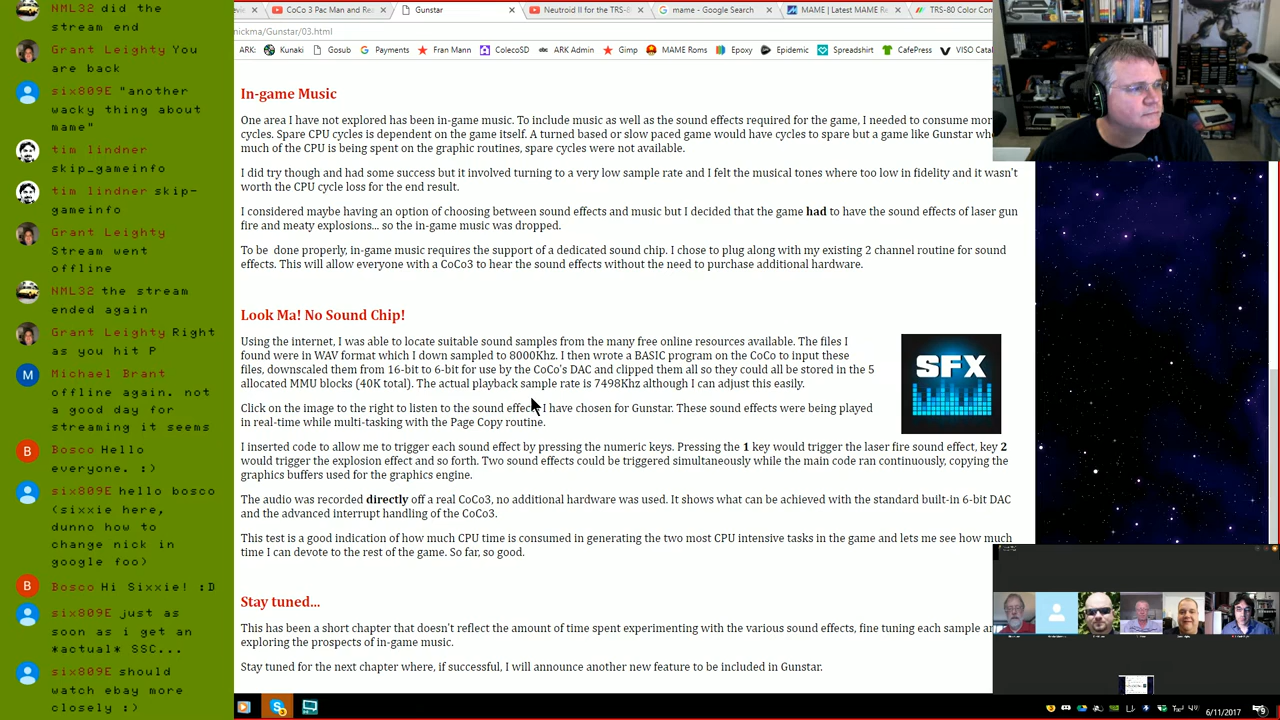 NML32 did the
stream end
Grant Leighty You
are back
six809E "another
wacky thing about
mame"
tim lindner
skip_gameinfo
tim lindner skip-
gameinfo
Grant Leighty
Stream went
offline
NML32 the stream
ended again
Grant Leighty Right
as you hit P
M
Michael Brant
offline again. not
a good day for
streaming it seems
B
Bosco Hello
everyone. :)
six809E hello bosco
(sixxie here,
dunno how to
change nick in
google foo)
B
Bosco Hi Sixxie! :D
six809E just as
soon as i get an
*actual* SSC...
six809E should
watch ebay more
closely :)
CoCo 3 Pac Man and Re
Gunstar
Neutroid II for the TRS-8
mame - Google Search
MAME | Latest MAME Re
TRS-80 Color Con
nickma/Gunstar/03.html
ARK:
Kunaki
Gosub
Payments
Fran Mann
ColecoSD
ARK Admin
Gimp
MAME Roms
Epoxy
Epidemic
Spreadshirt
CafePress
VISO Catal
In-game Music
One area I have not explored has been in-game music. To include music as well as the sound effects required for the game, I needed to consume mor
cycles. Spare CPU cycles is dependent on the game itself. A turned based or slow paced game would have cycles to spare but a game like Gunstar whe
much of the CPU is being spent on the graphic routines, spare cycles were not available.
I did try though and had some success but it involved turning to a very low sample rate and I felt the musical tones where too low in fidelity and it wasn't
worth the CPU cycle loss for the end result.
I considered maybe having an option of choosing between sound effects and music but I decided that the game had to have the sound effects of laser gun
fire and meaty explosions... so the in-game music was dropped.
To be done properly, in-game music requires the support of a dedicated sound chip. I chose to plug along with my existing 2 channel routine for sound
effects. This will allow everyone with a CoCo3 to hear the sound effects without the need to purchase additional hardware.
Look Ma! No Sound Chip!
Using the internet, I was able to locate suitable sound samples from the many free online resources available. The files I
found were in WAV format which I down sampled to 8000Khz. I then wrote a BASIC program on the CoCo to input these
files, downscaled them from 16-bit to 6-bit for use by the CoCo's DAC and clipped them all so they could all be stored in the 5
allocated MMU blocks (40K total). The actual playback sample rate is 7498Khz although I can adjust this easily.
SFX
Click on the image to the right to listen to the sound effect I have chosen for Gunstar. These sound effects were being played
in real-time while multi-tasking with the Page Copy routine.
I inserted code to allow me to trigger each sound effect by pressing the numeric keys. Pressing the 1 key would trigger the laser fire sound effect, key 2
would trigger the explosion effect and so forth. Two sound effects could be triggered simultaneously while the main code ran continuously, copying the
graphics buffers used for the graphics engine.
The audio was recorded directly off a real CoCo3, no additional hardware was used. It shows what can be achieved with the standard built-in 6-bit DAC
and the advanced interrupt handling of the CoCo3.
This test is a good indication of how much CPU time is consumed in generating the two most CPU intensive tasks in the game and lets me see how much
time I can devote to the rest of the game. So far, so good.
Stay tuned...
This has been a short chapter that doesn't reflect the amount of time spent experimenting with the various sound effects, fine tuning each sample an
exploring the prospects of in-game music.
Stay tuned for the next chapter where, if successful, I will announce another new feature to be included in Gunstar.
6/11/2017